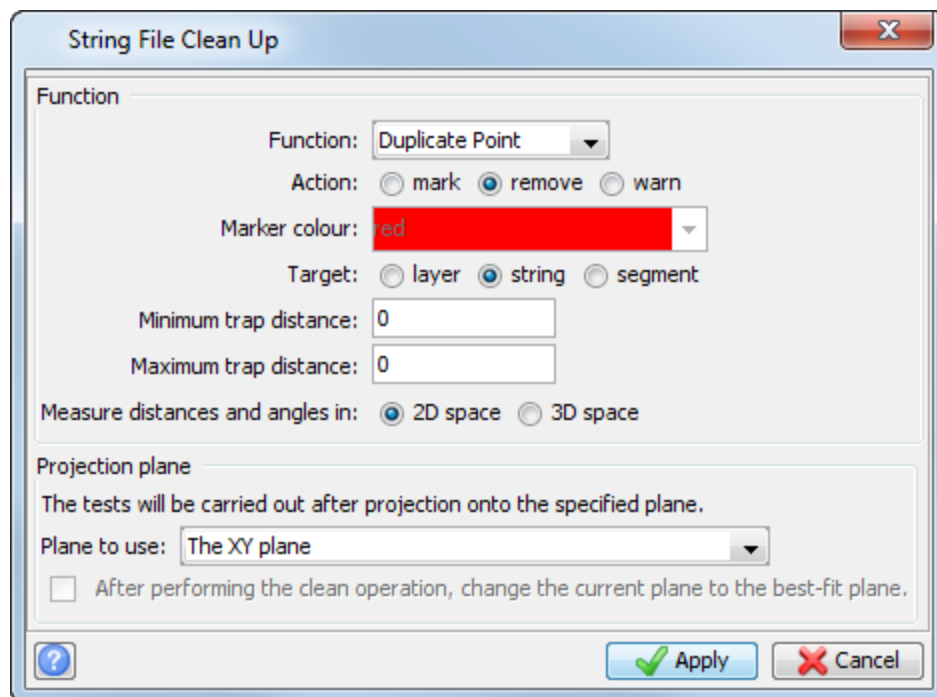 String File Clean Up
Function
Function: Duplicate Point
Action: mark remove warn
Marker colour: red
Target: layer string segment
Minimum trap distance: 0
Maximum trap distance: 0
Measure distances and angles in: 2D space 3D space
Projection plane
The tests will be carried out after projection onto the specified plane.
Plane to use: The XY plane
After performing the clean operation, change the current plane to the best-fit plane.
? Apply Cancel